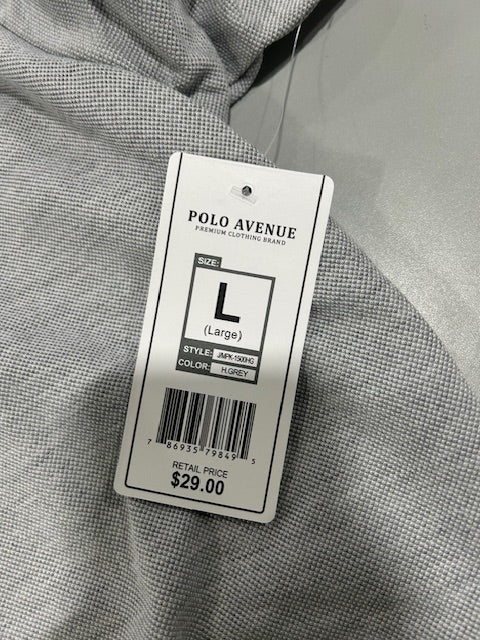 POLO AVENUE
PREMIUM CLOTHING BRAND
SIZE:
L
(Large)
STYLE: JMPK-1500HG
COLOR: H.GREY
7 86935 79849 5
RETAIL PRICE
$29.00